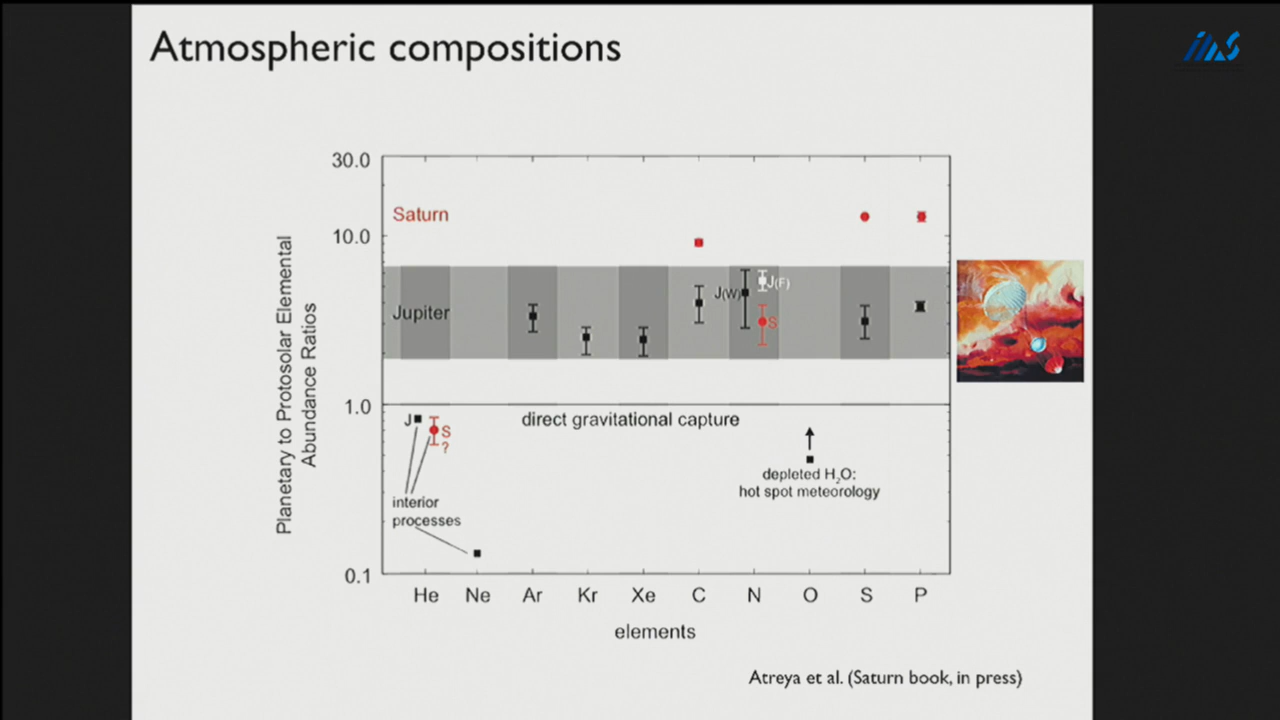 Atmospheric compositions
IMS
Planetary to Protosolar Elemental
Abundance Ratios
30.0
10.0
1.0
0.1
Saturn
Jupiter
J(W)
J(F)
S
J
S
?
direct gravitational capture
interior
processes
depleted H₂O:
hot spot meteorology
He Ne Ar Kr Xe C N O S P
elements
Atreya et al. (Saturn book, in press)